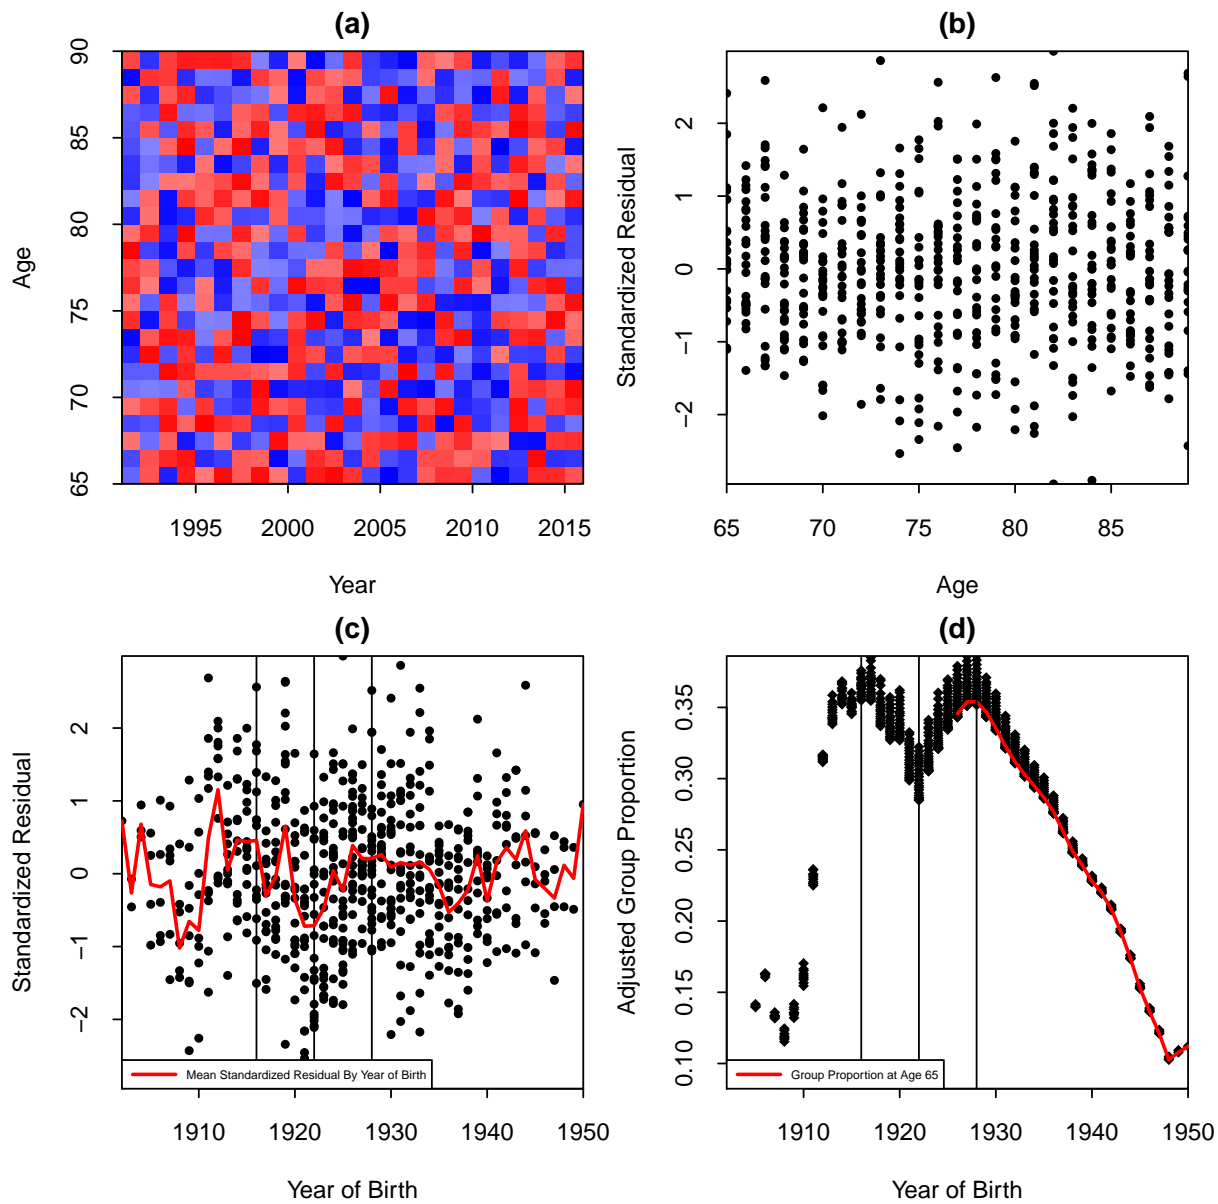 (a)
Age
65 70 75 80 85 90
1995 2000 2005 2010 2015
Year
(b)
Standardized Residual
−2 −1 0 1 2
65 70 75 80 85
Age
(c)
Standardized Residual
−2 −1 0 1 2
Mean Standardized Residual By Year of Birth
1910 1920 1930 1940 1950
Year of Birth
(d)
Adjusted Group Proportion
0.10 0.15 0.20 0.25 0.30 0.35
Group Proportion at Age 65
1910 1920 1930 1940 1950
Year of Birth